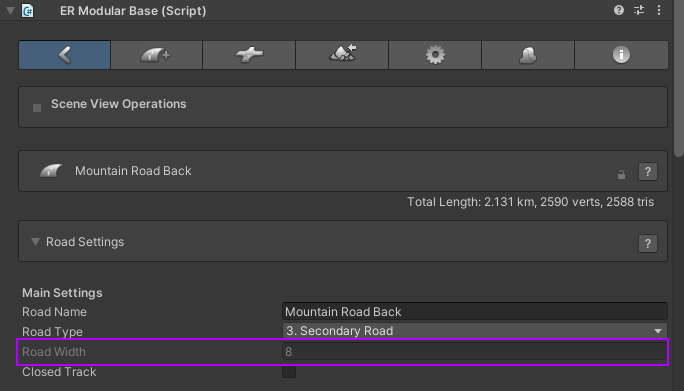 ER Modular Base (Script)
Scene View Operations
Mountain Road Back
?
Total Length: 2.131 km, 2590 verts, 2588 tris
Road Settings
?
Main Settings
Road Name Mountain Road Back
Road Type 3. Secondary Road
Road Width 8
Closed Track